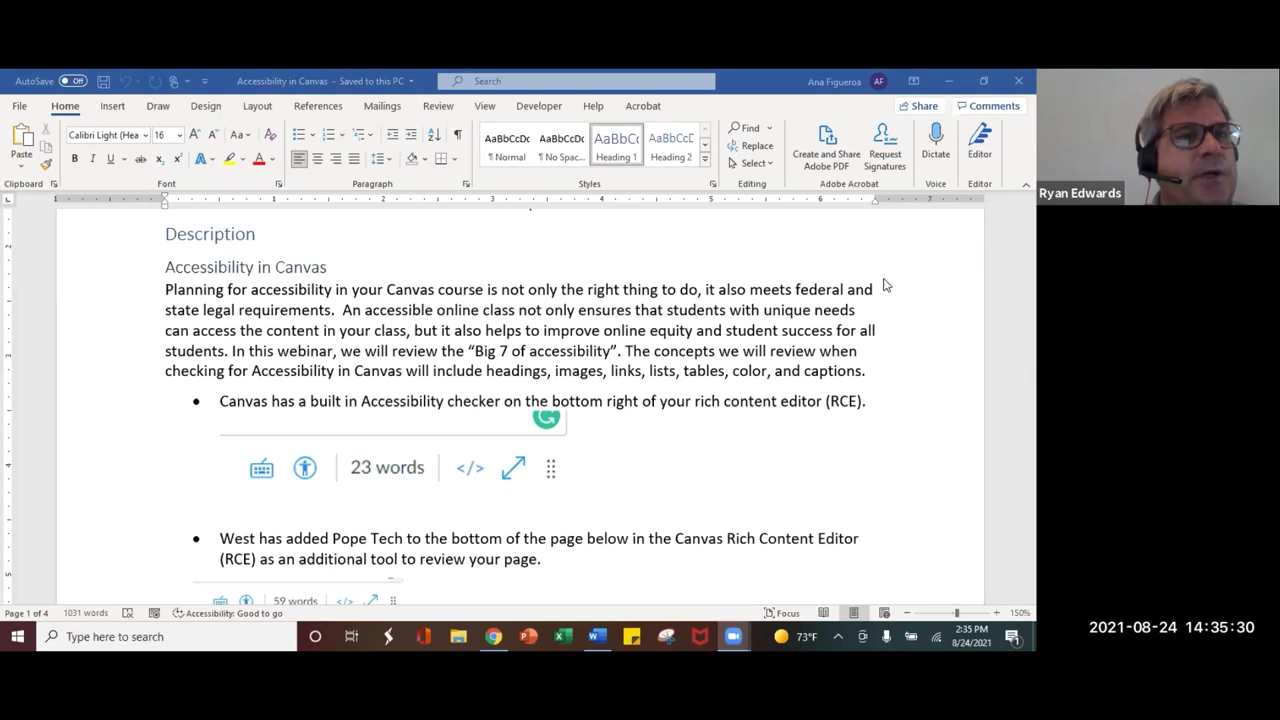 AutoSave Off Accessibility in Canvas - Saved to this PC Search Ana Figueroa AF
File Home Insert Draw Design Layout References Mailings Review View Developer Help Acrobat Share Comments
Calibri Light (Hea 16 Aa AaBbCcDc AaBbCcDc AaBbCc AaBbCcD Find
Replace
Paste ¶ Normal ¶ No Spac... Heading 1 Heading 2 Select
Create and Share Adobe PDF Request Signatures Dictate Editor
Clipboard Font Paragraph Styles Editing Adobe Acrobat Voice Editor
Ryan Edwards
1 1 2 3 4 5 6 7
Description
Accessibility in Canvas
Planning for accessibility in your Canvas course is not only the right thing to do, it also meets federal and
state legal requirements.  An accessible online class not only ensures that students with unique needs
can access the content in your class, but it also helps to improve online equity and student success for all
students. In this webinar, we will review the “Big 7 of accessibility”. The concepts we will review when
checking for Accessibility in Canvas will include headings, images, links, lists, tables, color, and captions.
• Canvas has a built in Accessibility checker on the bottom right of your rich content editor (RCE).
23 words </>
• West has added Pope Tech to the bottom of the page below in the Canvas Rich Content Editor
(RCE) as an additional tool to review your page.
59 words </>
Page 1 of 4 1031 words Accessibility: Good to go Focus 150%
Type here to search 73°F 2:35 PM
8/24/2021
2021-08-24 14:35:30